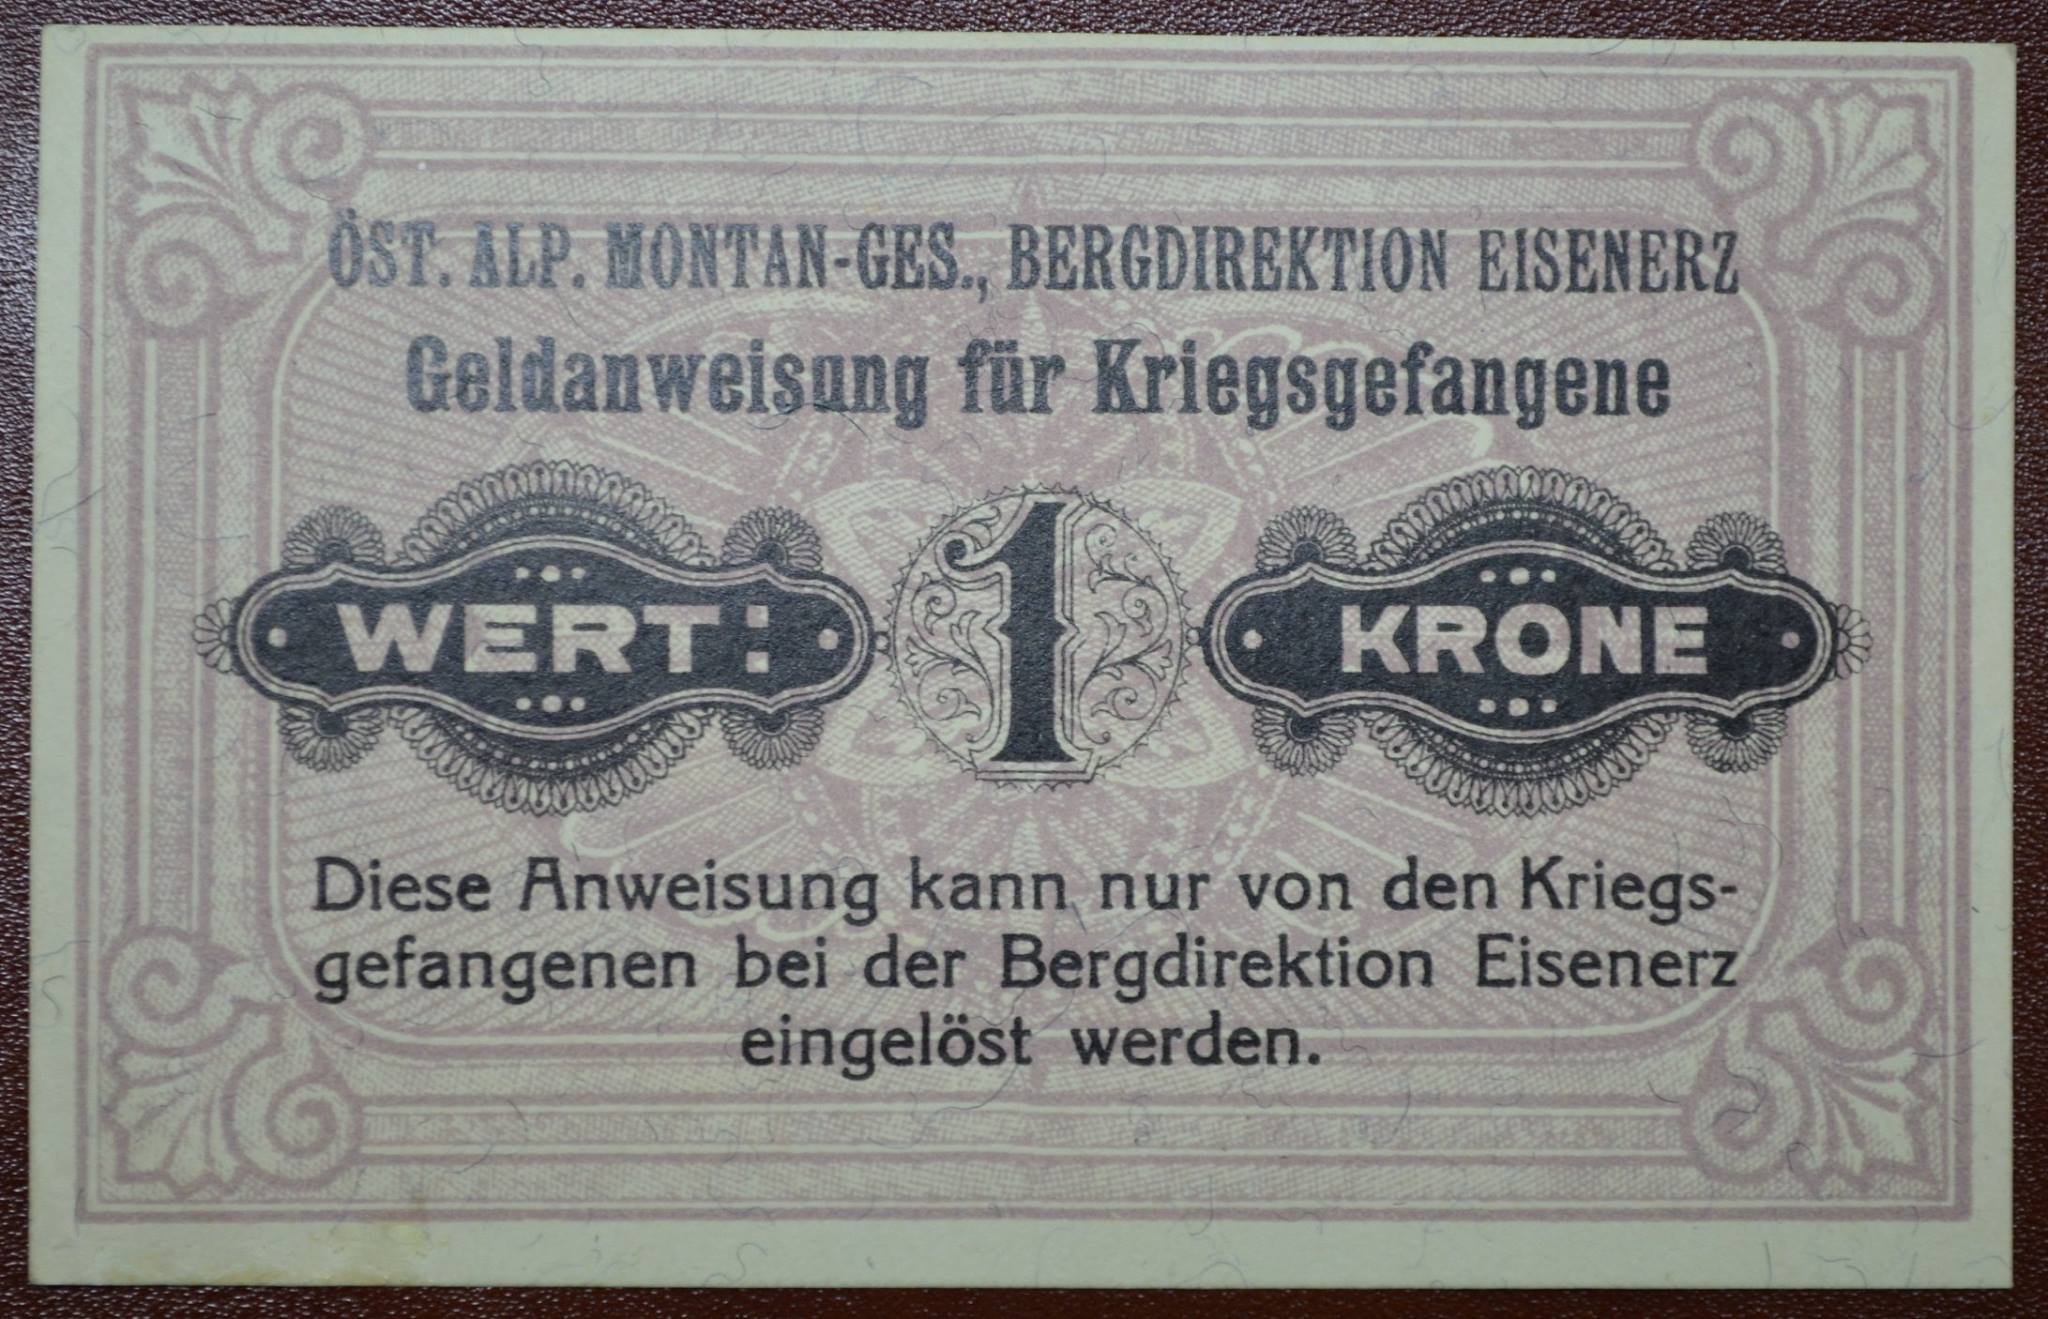 ÖST. ALP. MONTAN-GES., BERGDIREKTION EISENERZ
Geldanweisung für Kriegsgefangene
WERT: 1 KRONE
Diese Anweisung kann nur von den Kriegs-
gefangenen bei der Bergdirektion Eisenerz
eingelöst werden.